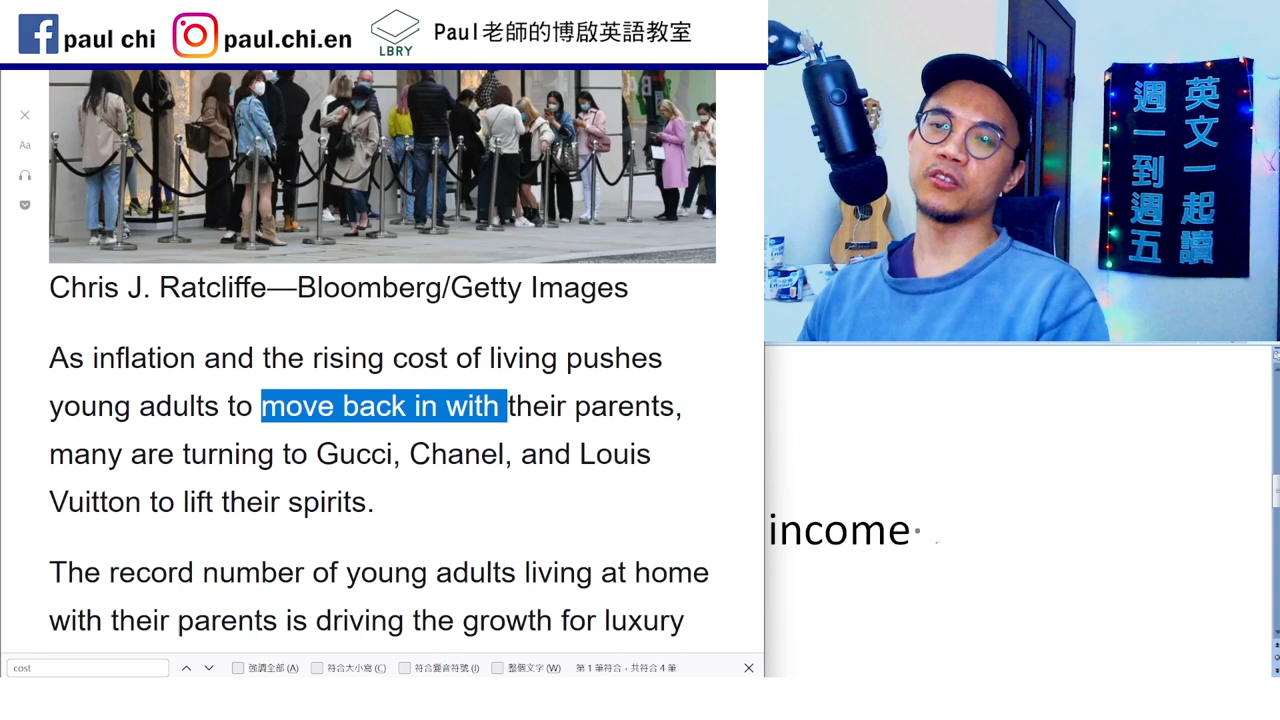 paul chi
paul.chi.en
LBRY
Paul老師的博啟英語教室
英文一起讀
週一到週五
Aa
Chris J. Ratcliffe—Bloomberg/Getty Images
As inflation and the rising cost of living pushes
young adults to move back in with their parents,
many are turning to Gucci, Chanel, and Louis
Vuitton to lift their spirits.
The record number of young adults living at home
with their parents is driving the growth for luxury
income
cost
強調全部 (A)
符合大小寫 (C)
符合變音符號 (I)
整個文字 (W)
第 1 筆符合，共符合 4 筆